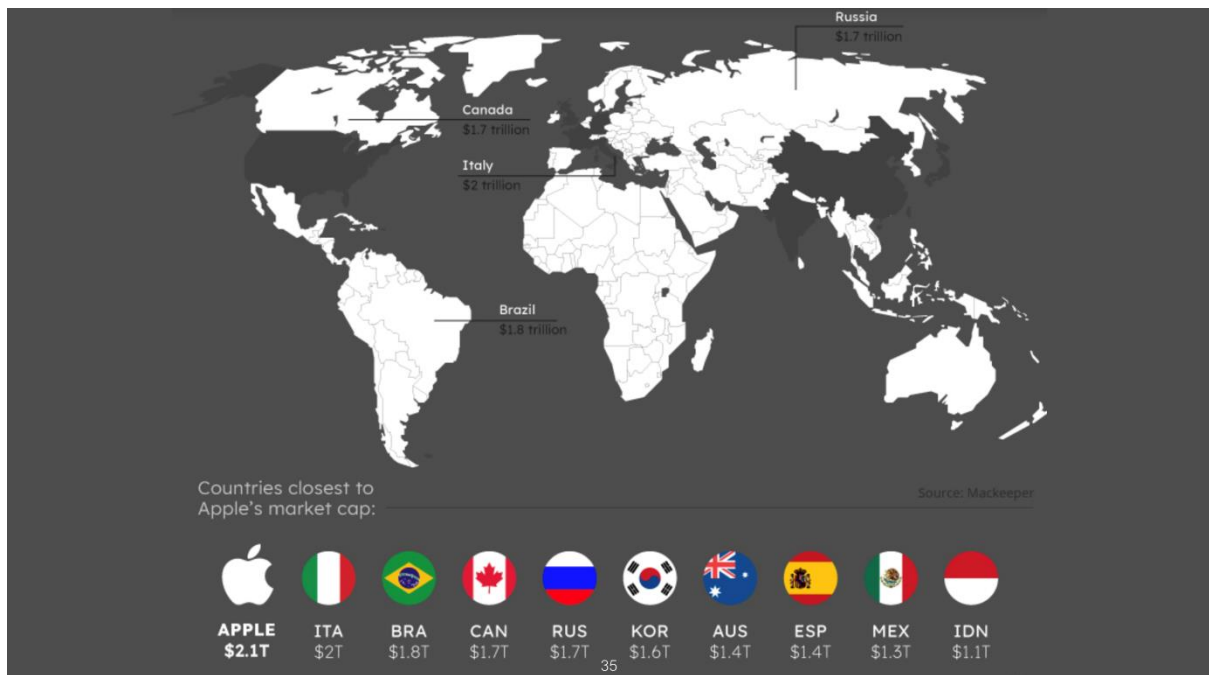 Russia
$1.7 trillion
Canada
$1.7 trillion
Italy
$2 trillion
Brazil
$1.8 trillion
Countries closest to
Apple's market cap:
Source: Mackeeper
APPLE ITA BRA CAN RUS KOR AUS ESP MEX IDN
$2.1T $2T $1.8T $1.7T $1.7T $1.6T $1.4T $1.4T $1.3T $1.1T
35